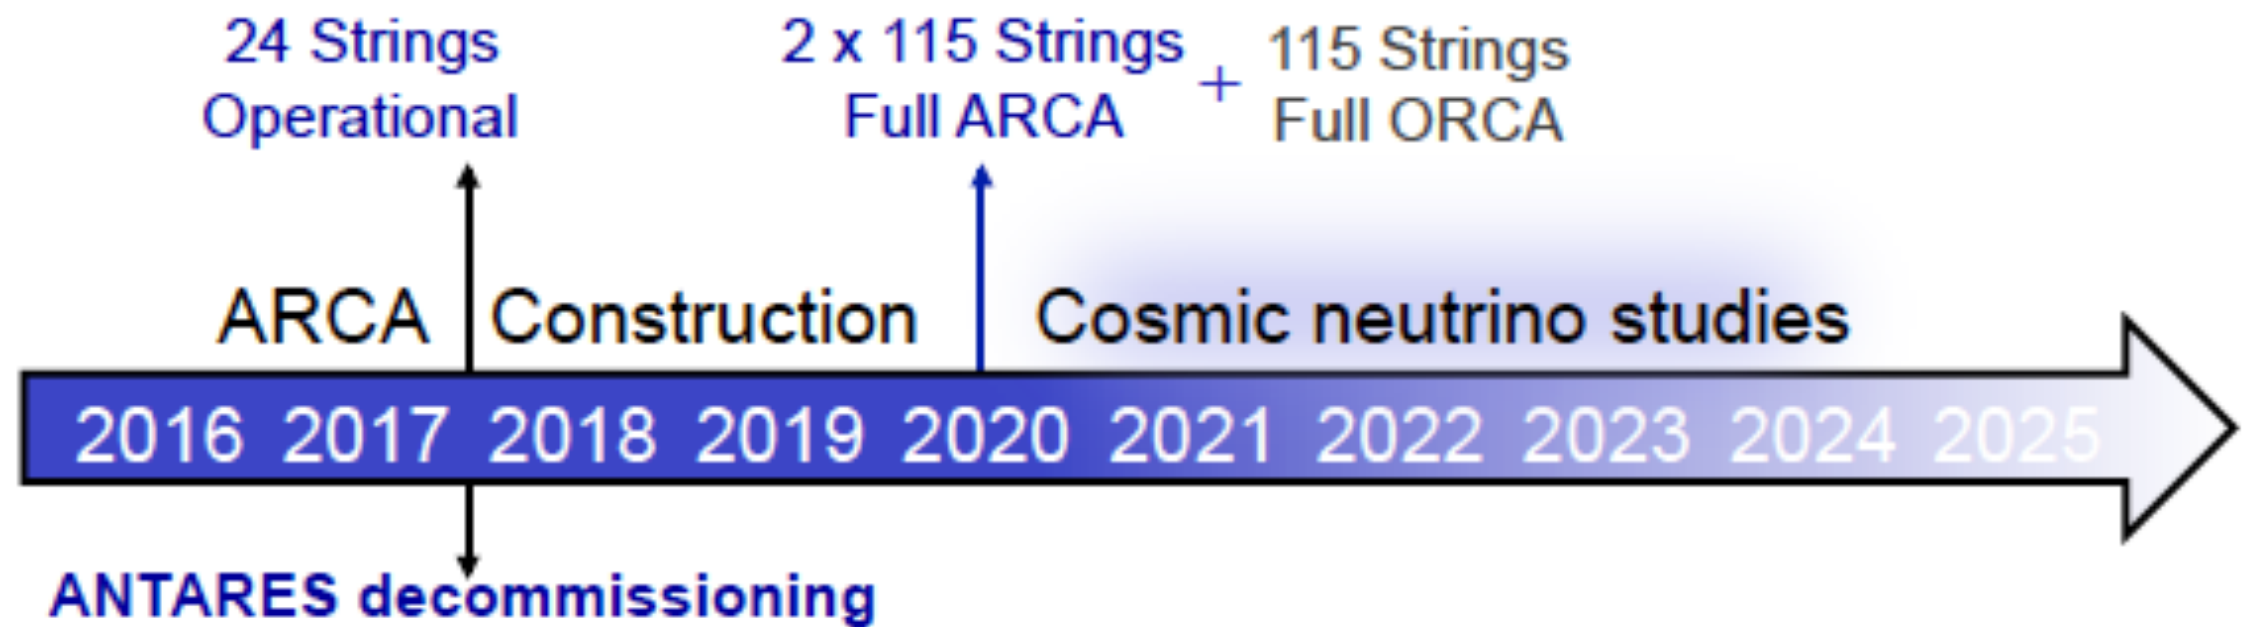 24 Strings
Operational
2 x 115 Strings
Full ARCA
+
115 Strings
Full ORCA
ARCA Construction
Cosmic neutrino studies
2016 2017 2018 2019 2020 2021 2022 2023 2024 2025
ANTARES decommissioning